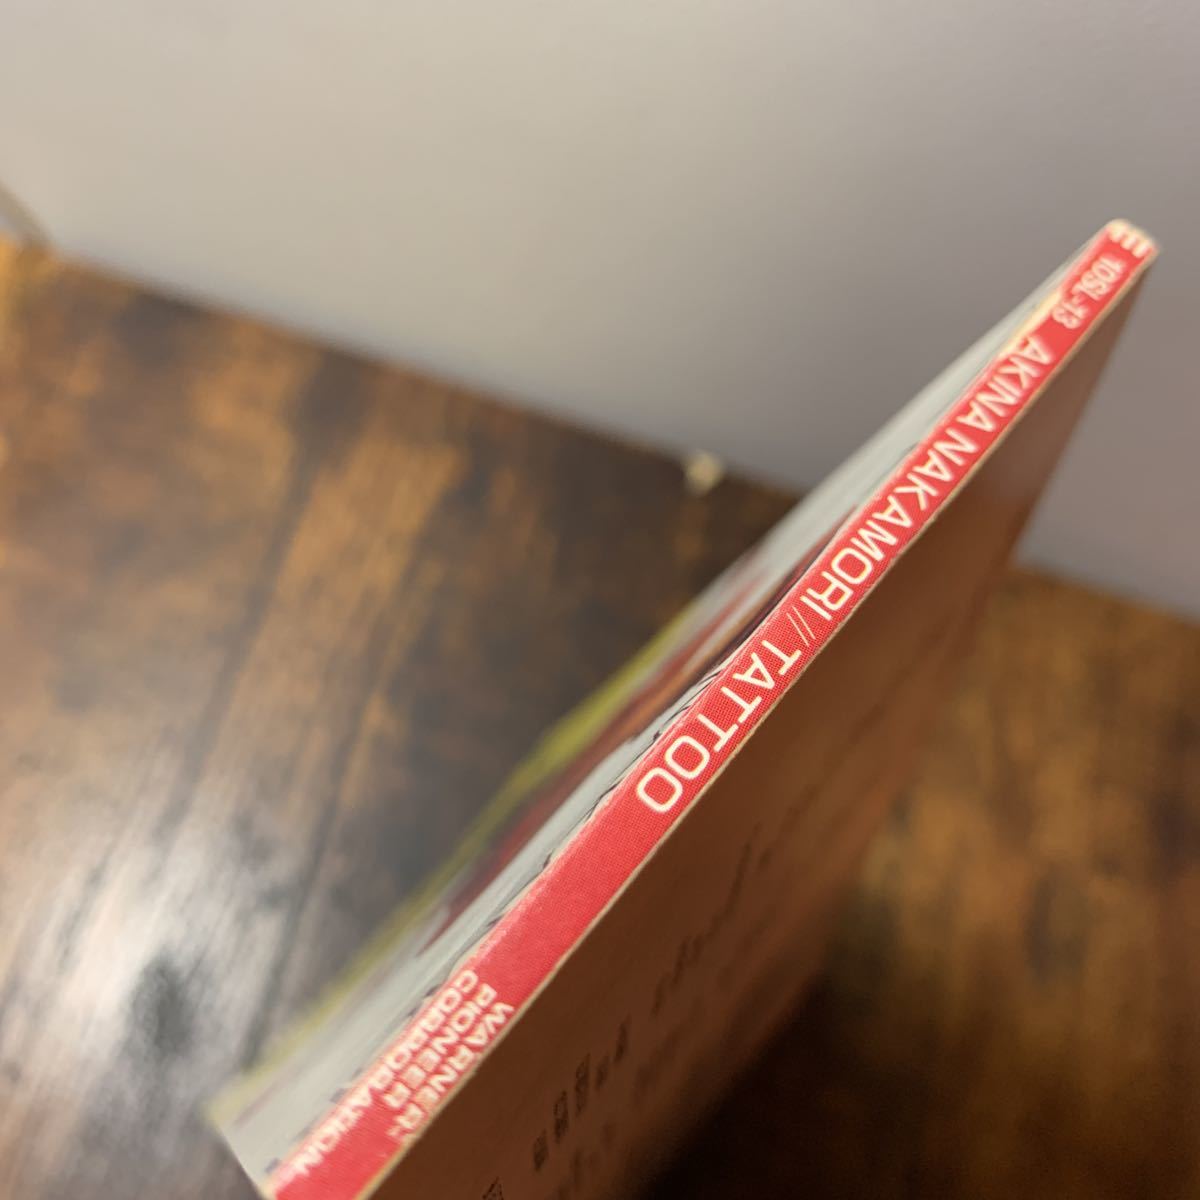 10SL-13 AKINA NAKAMORI // TATTOO
WARNER-
PIONEER
CORPORATION